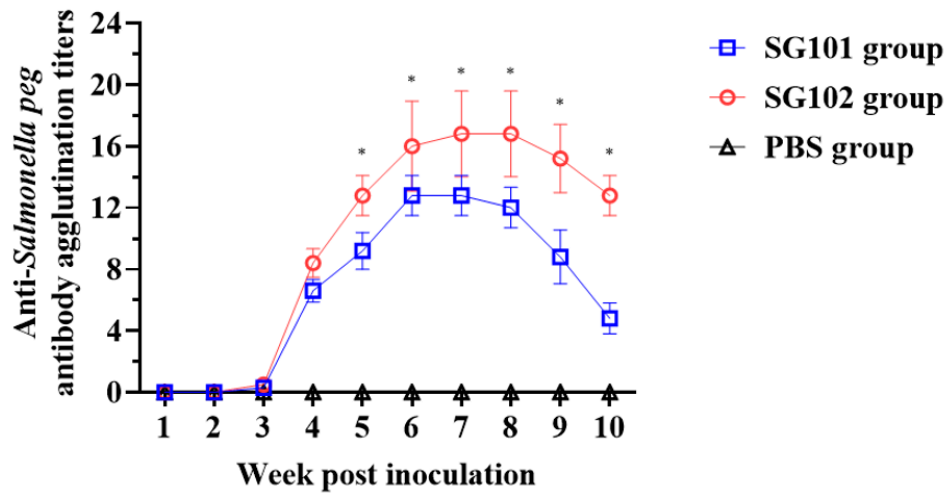 Anti-Salmonella peg
antibody agglutination titers
24
20
16
12
8
4
0
* * * * * *
1 2 3 4 5 6 7 8 9 10
Week post inoculation
SG101 group
SG102 group
PBS group